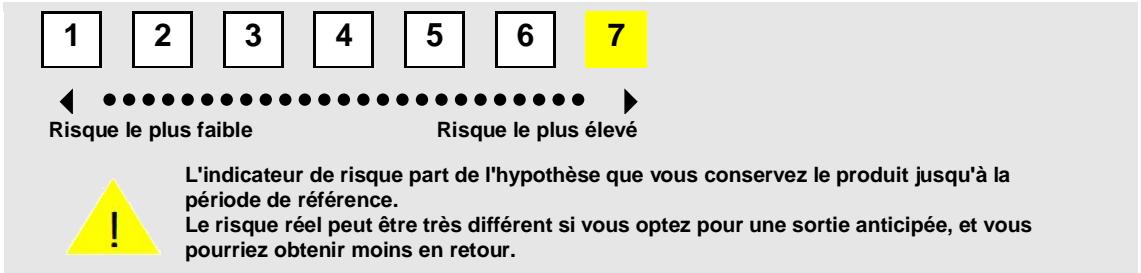 1 2 3 4 5 6 7
Risque le plus faible Risque le plus élevé
!
L'indicateur de risque part de l'hypothèse que vous conservez le produit jusqu'à la
période de référence.
Le risque réel peut être très différent si vous optez pour une sortie anticipée, et vous
pourriez obtenir moins en retour.